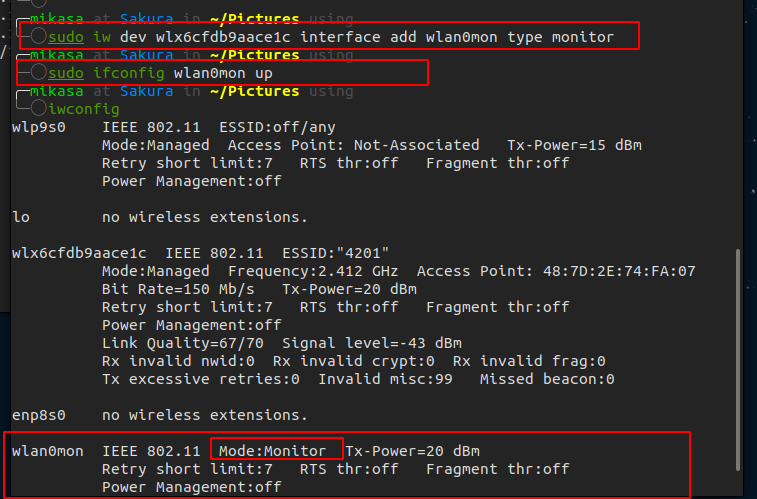 mikasa at Sakura in ~/Pictures using
sudo iw dev wlx6cfdb9aace1c interface add wlan0mon type monitor
mikasa at Sakura in ~/Pictures using
sudo ifconfig wlan0mon up
mikasa at Sakura in ~/Pictures using
iwconfig
wlp9s0    IEEE 802.11  ESSID:off/any
          Mode:Managed  Access Point: Not-Associated   Tx-Power=15 dBm
          Retry short limit:7   RTS thr:off   Fragment thr:off
          Power Management:off
lo        no wireless extensions.
wlx6cfdb9aace1c  IEEE 802.11  ESSID:"4201"
          Mode:Managed  Frequency:2.412 GHz  Access Point: 48:7D:2E:74:FA:07
          Bit Rate=150 Mb/s   Tx-Power=20 dBm
          Retry short limit:7   RTS thr:off   Fragment thr:off
          Power Management:off
          Link Quality=67/70  Signal level=-43 dBm
          Rx invalid nwid:0  Rx invalid crypt:0  Rx invalid frag:0
          Tx excessive retries:0  Invalid misc:99   Missed beacon:0
enp8s0    no wireless extensions.
wlan0mon  IEEE 802.11  Mode:Monitor  Tx-Power=20 dBm
          Retry short limit:7   RTS thr:off   Fragment thr:off
          Power Management:off